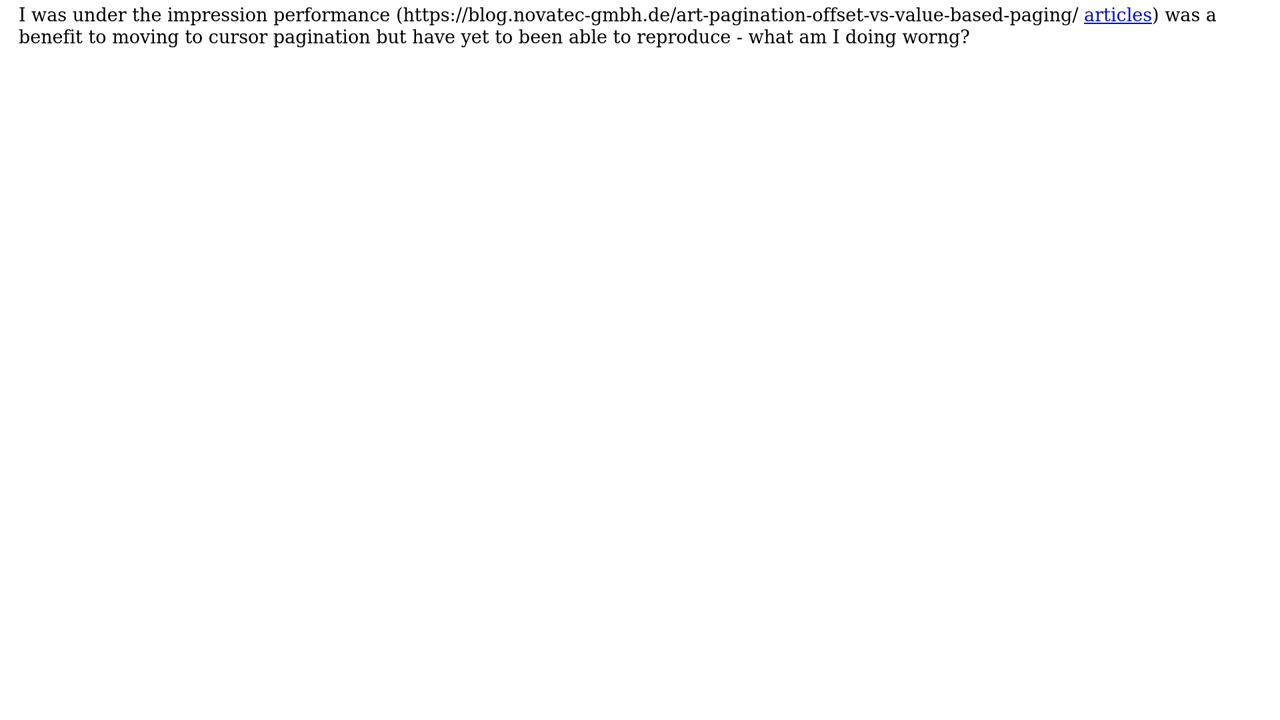 I was under the impression performance (https://blog.novatec-gmbh.de/art-pagination-offset-vs-value-based-paging/ articles) was a
benefit to moving to cursor pagination but have yet to been able to reproduce - what am I doing worng?